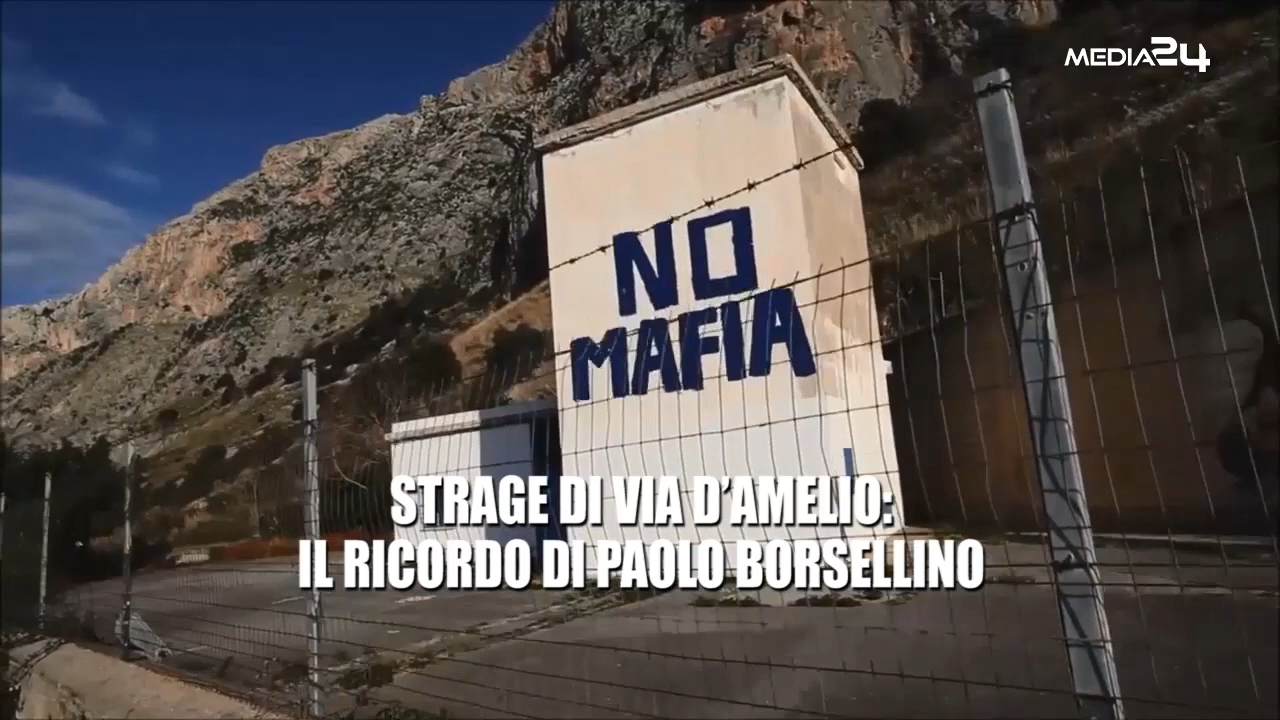 MEDIA24
NO
MAFIA
STRAGE DI VIA D'AMELIO:
IL RICORDO DI PAOLO BORSELLINO